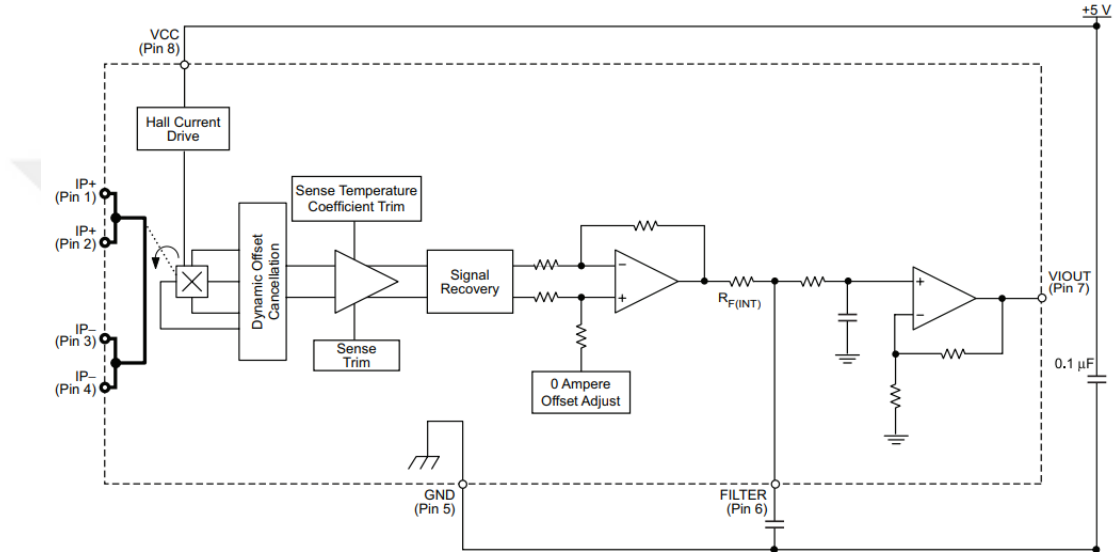 +5 V
VCC
(Pin 8)
Hall Current
Drive
IP+
(Pin 1)
IP+
(Pin 2)
IP–
(Pin 3)
IP–
(Pin 4)
Dynamic Offset
Cancellation
Sense Temperature
Coefficient Trim
Sense
Trim
Signal
Recovery
0 Ampere
Offset Adjust
RF(INT)
VIOUT
(Pin 7)
0.1 µF
GND
(Pin 5)
FILTER
(Pin 6)